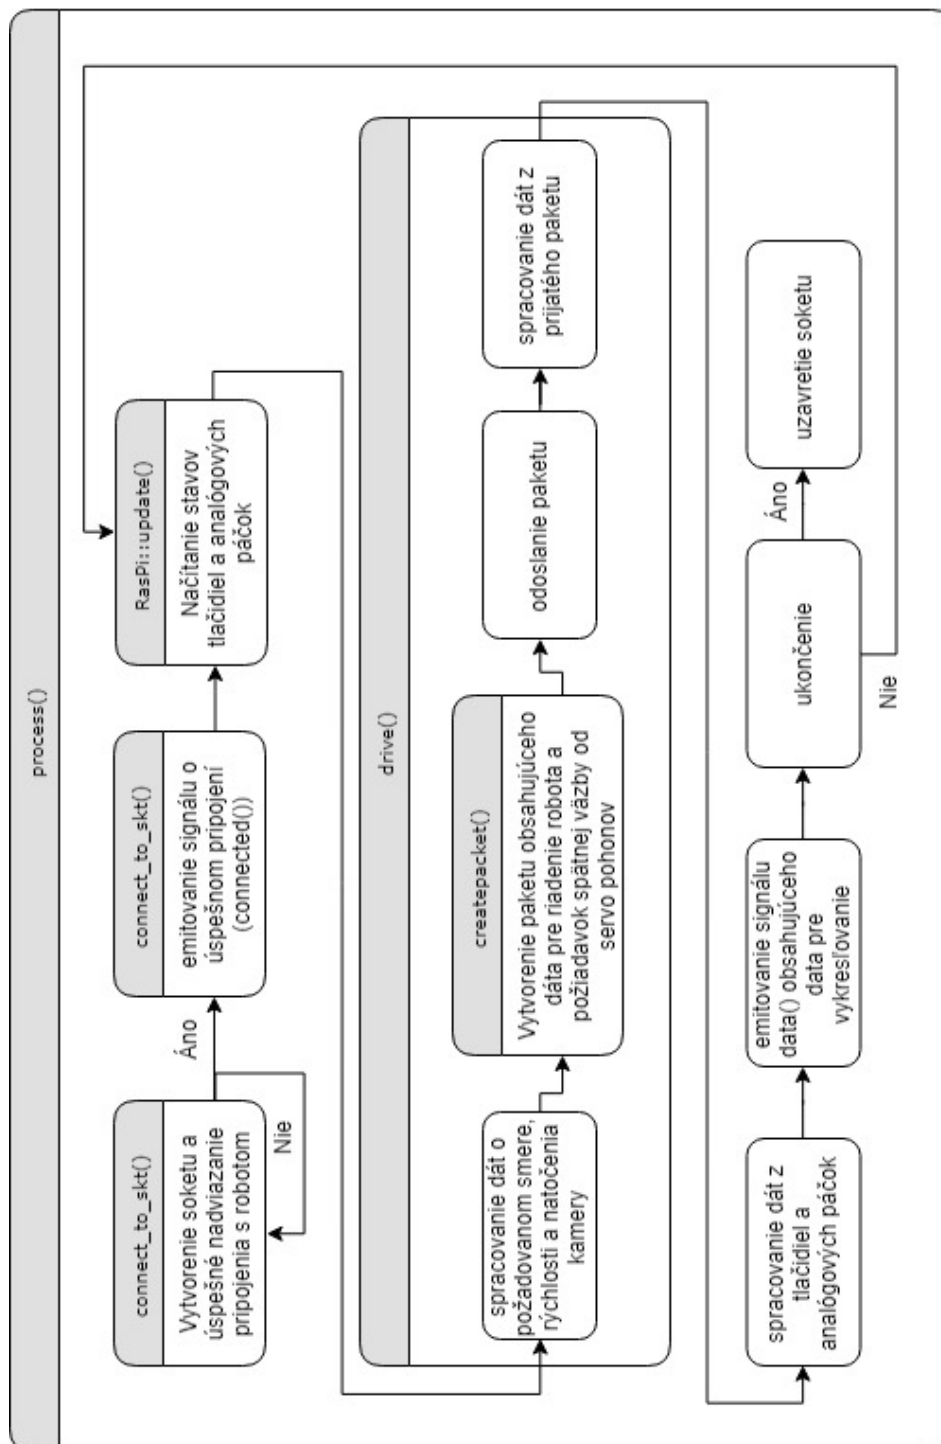 process()
connect_to_skt()
Vytvorenie soketu a
úspešné nadviazanie
pripojenia s robotom
Nie
Áno
connect_to_skt()
emitovanie signálu o
úspešnom pripojení
(connected())
RasPi::update()
Načítanie stavov
tlačidiel a analógových
páčok
drive()
spracovanie dát o
požadovanom smere,
rýchlosti a natočenia
kamery
createpacket()
Vytvorenie paketu obsahujúceho
dáta pre riadenie robota a
požiadavok spätnej väzby od
servo pohonov
odoslanie paketu
spracovanie dát z
prijatého paketu
spracovanie dát z
tlačidiel a
analógových páčok
emitovanie signálu
data() obsahujúceho
data pre
vykresľovanie
ukončenie
Nie
Áno
uzavretie soketu